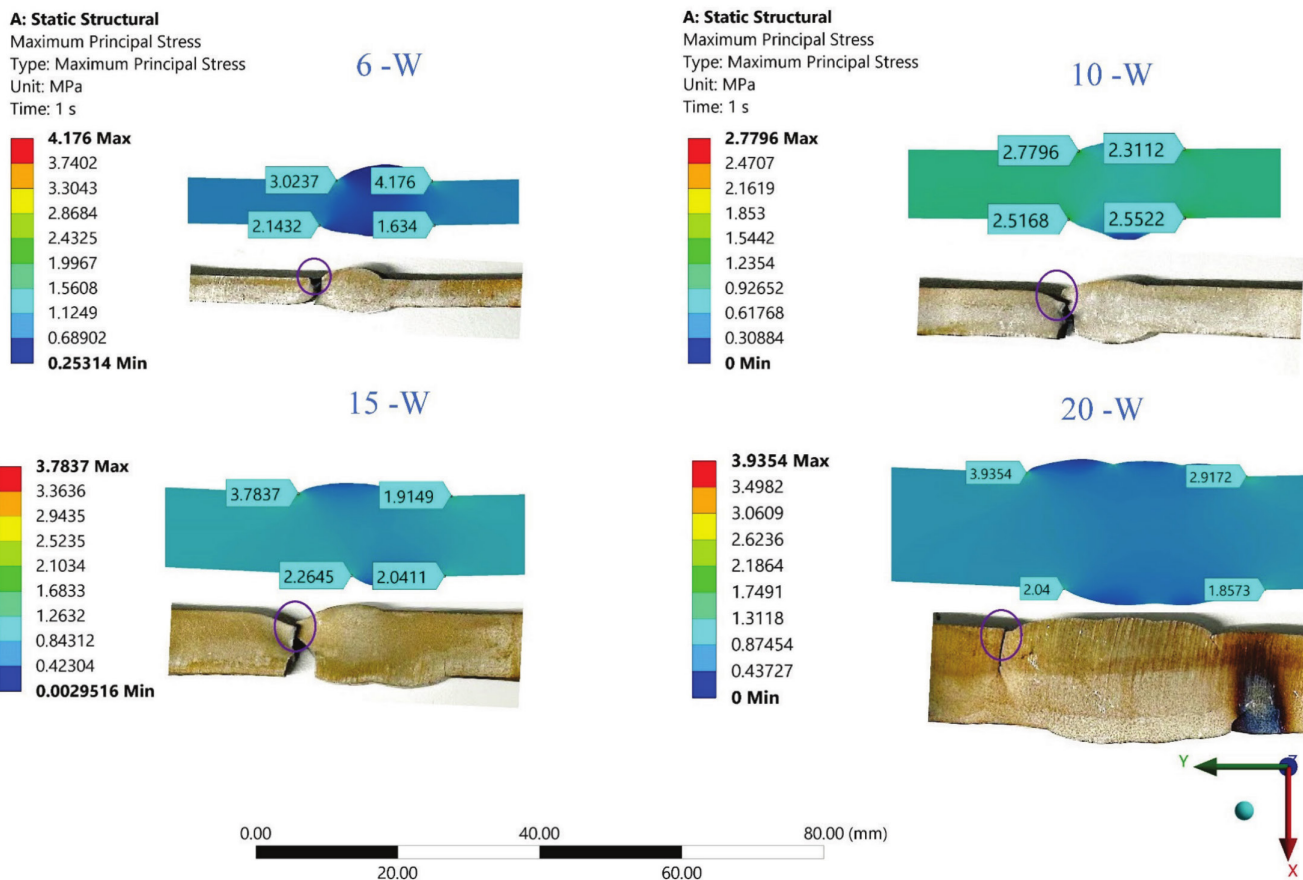 A: Static Structural
Maximum Principal Stress
Type: Maximum Principal Stress
Unit: MPa
Time: 1 s
6 -W
4.176 Max
3.7402
3.3043
2.8684
2.4325
1.9967
1.5608
1.1249
0.68902
0.25314 Min
3.0237
4.176
2.1432
1.634
A: Static Structural
Maximum Principal Stress
Type: Maximum Principal Stress
Unit: MPa
Time: 1 s
10 -W
2.7796 Max
2.4707
2.1619
1.853
1.5442
1.2354
0.92652
0.61768
0.30884
0 Min
2.7796
2.3112
2.5168
2.5522
15 -W
3.7837 Max
3.3636
2.9435
2.5235
2.1034
1.6833
1.2632
0.84312
0.42304
0.0029516 Min
3.7837
1.9149
2.2645
2.0411
20 -W
3.9354 Max
3.4982
3.0609
2.6236
2.1864
1.7491
1.3118
0.87454
0.43727
0 Min
3.9354
2.9172
2.04
1.8573
Y
Z
X
0.00
40.00
80.00 (mm)
20.00
60.00